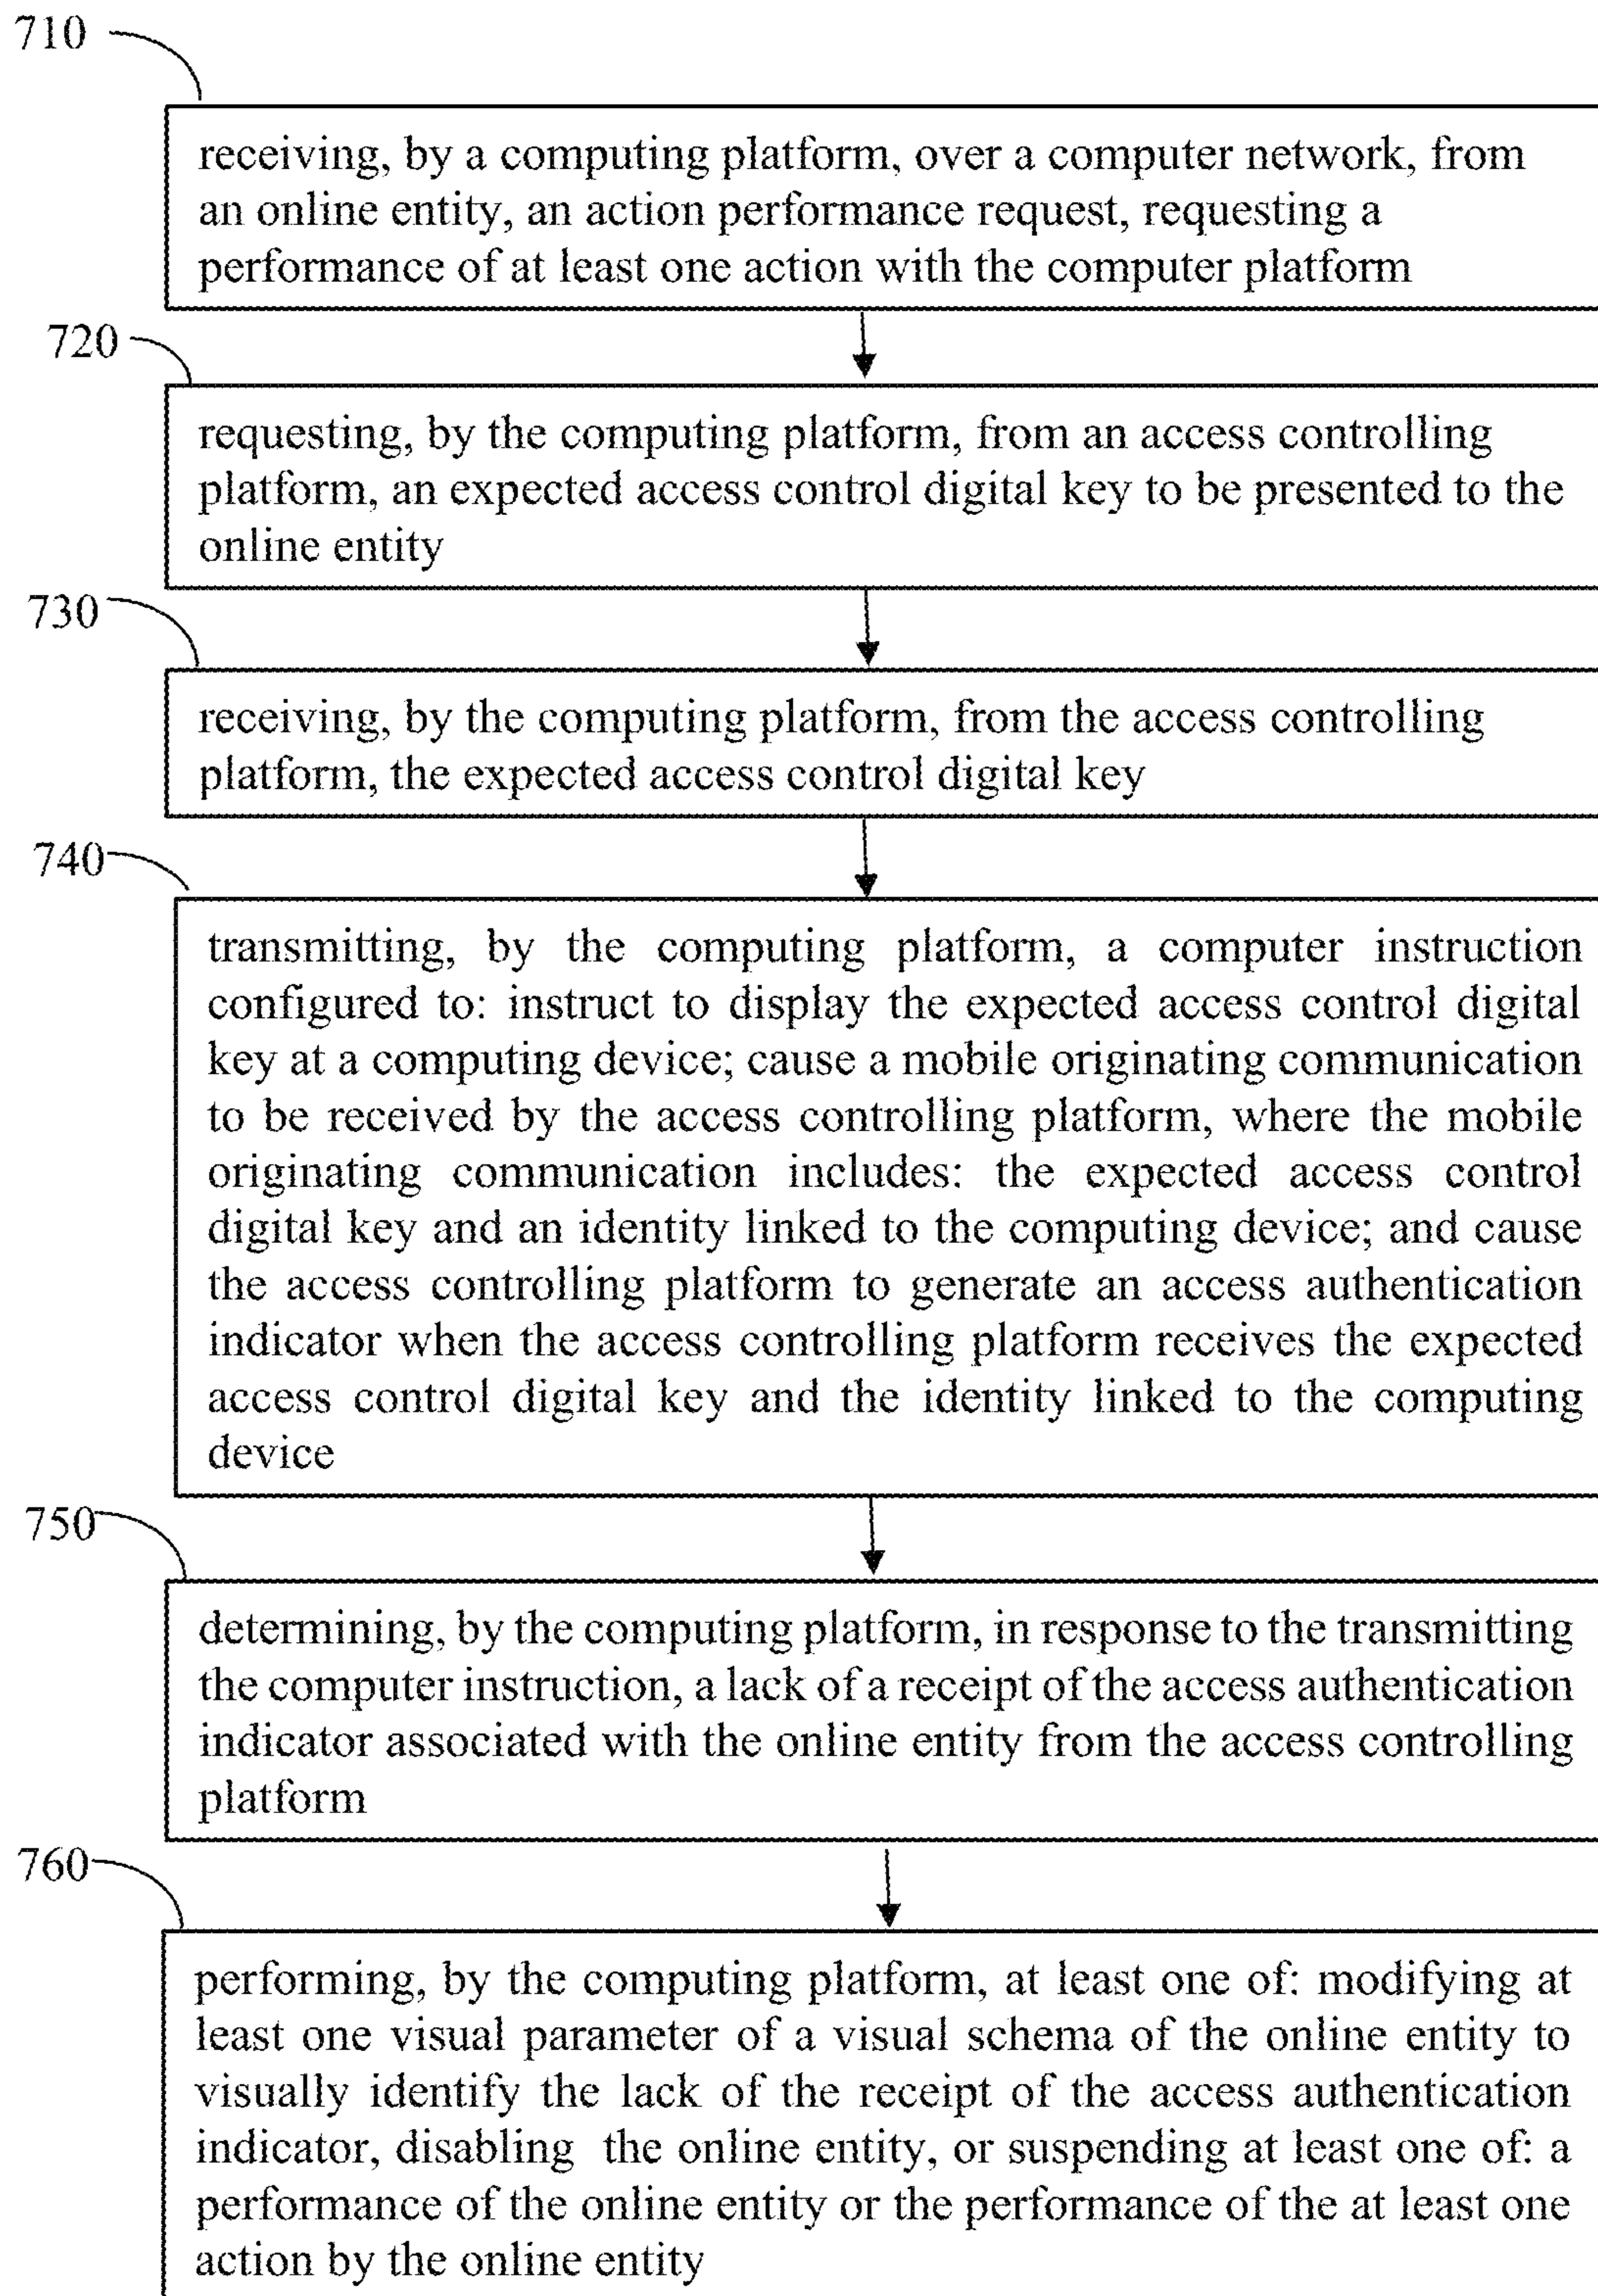 710
receiving, by a computing platform, over a computer network, from
an online entity, an action performance request, requesting a
performance of at least one action with the computer platform
720
requesting, by the computing platform, from an access controlling
platform, an expected access control digital key to be presented to the
online entity
730
receiving, by the computing platform, from the access controlling
platform, the expected access control digital key
740
transmitting, by the computing platform, a computer instruction
configured to: instruct to display the expected access control digital
key at a computing device; cause a mobile originating communication
to be received by the access controlling platform, where the mobile
originating communication includes: the expected access control
digital key and an identity linked to the computing device; and cause
the access controlling platform to generate an access authentication
indicator when the access controlling platform receives the expected
access control digital key and the identity linked to the computing
device
750
determining, by the computing platform, in response to the transmitting
the computer instruction, a lack of a receipt of the access authentication
indicator associated with the online entity from the access controlling
platform
760
performing, by the computing platform, at least one of: modifying at
least one visual parameter of a visual schema of the online entity to
visually identify the lack of the receipt of the access authentication
indicator, disabling the online entity, or suspending at least one of: a
performance of the online entity or the performance of the at least one
action by the online entity